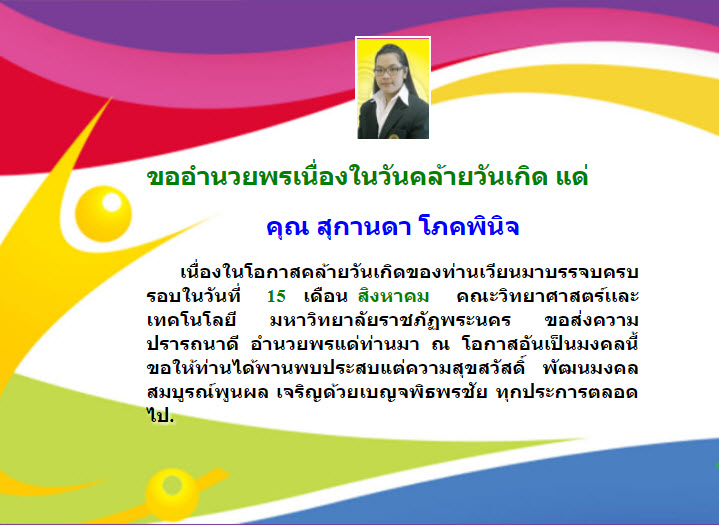 ขออำนวยพรเนื่องในวันคล้ายวันเกิด แด่
คุณ สุกานดา โภคพินิจ
เนื่องในโอกาสคล้ายวันเกิดของท่านเวียนมาบรรจบครบ
รอบในวันที่ 15 เดือน สิงหาคม คณะวิทยาศาสตร์และ
เทคโนโลยี มหาวิทยาลัยราชภัฏพระนคร ขอส่งความ
ปรารถนาดี อำนวยพรแด่ท่านมา ณ โอกาสอันเป็นมงคลนี้
ขอให้ท่านได้พานพบประสบแต่ความสุขสวัสดิ์ พัฒนมงคล
สมบูรณ์พูนผล เจริญด้วยเบญจพิธพรชัย ทุกประการตลอด
ไป.